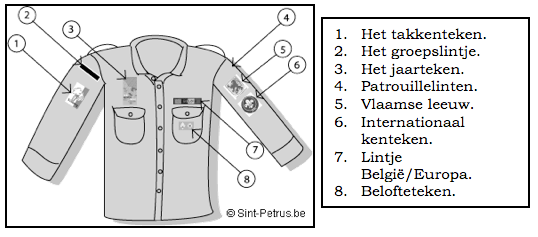 2
3
4
1
5
6
7
8
© Sint-Petrus.be
1. Het takkenteken.
2. Het groepslintje.
3. Het jaarteken.
4. Patrouillelinten.
5. Vlaamse leeuw.
6. Internationaal
kenteken.
7. Lintje
België/Europa.
8. Belofteteken.